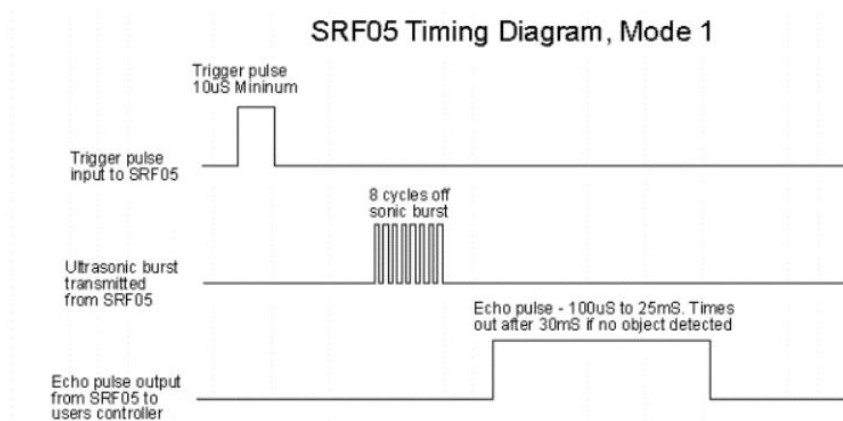 SRF05 Timing Diagram, Mode 1
Trigger pulse
10uS Mininum
Trigger pulse
input to SRF05
8 cycles off
sonic burst
Ultrasonic burst
transmitted
from SRF05
Echo pulse - 100uS to 25mS. Times
out after 30mS if no object detected
Echo pulse output
from SRF05 to
users controller